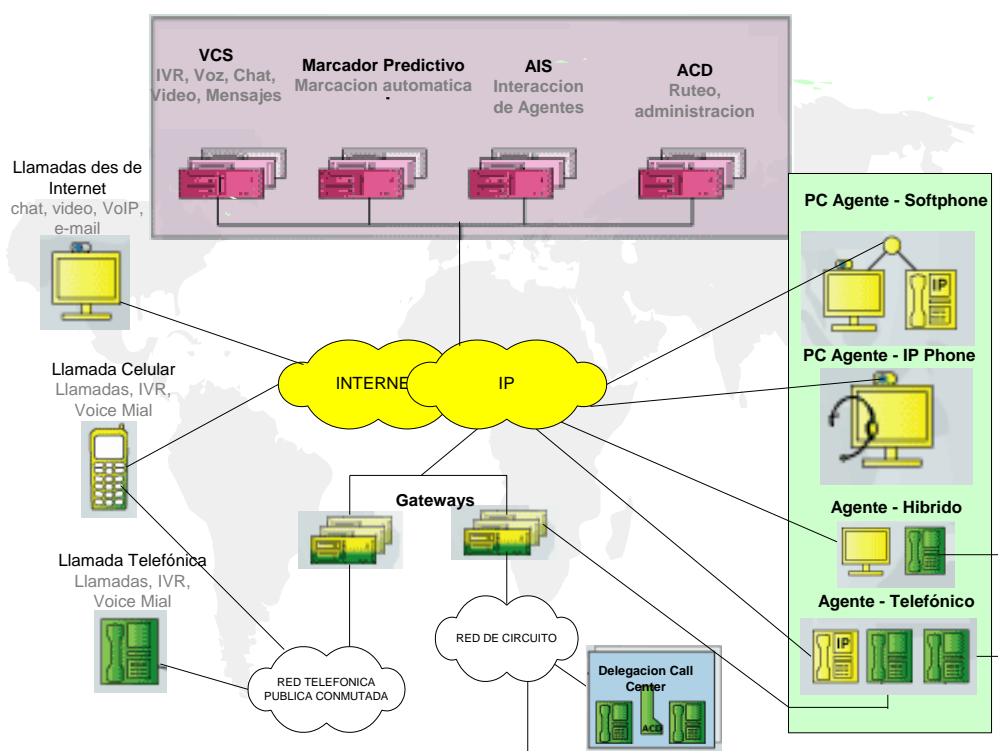 VCS
IVR, Voz, Chat,
Video, Mensajes
Marcador Predictivo
Marcacion automatica
AIS
Interaccion
de Agentes
ACD
Ruteo,
administracion
Llamadas des de
Internet
chat, video, VoIP,
e-mail
Llamada Celular
Llamadas, IVR,
Voice Mial
Llamada Telefónica
Llamadas, IVR,
Voice Mial
INTERNE
IP
Gateways
RED TELEFONICA
PUBLICA CONMUTADA
RED DE CIRCUITO
Delegacion Call
Center
ACD
PC Agente - Softphone
IP
PC Agente - IP Phone
Agente - Hibrido
Agente - Telefónico
IP